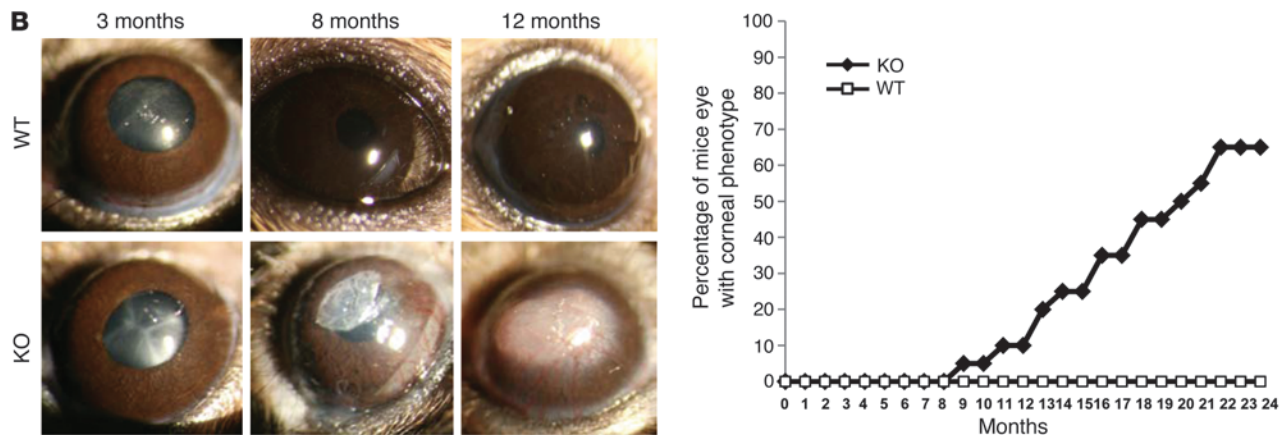 B
3 months 8 months 12 months
WT
KO
Percentage of mice eye
with corneal phenotype
100
90
80
70
60
50
40
30
20
10
0
KO
WT
0 1 2 3 4 5 6 7 8 9 10 11 12 13 14 15 16 17 18 19 20 21 22 23 24
Months